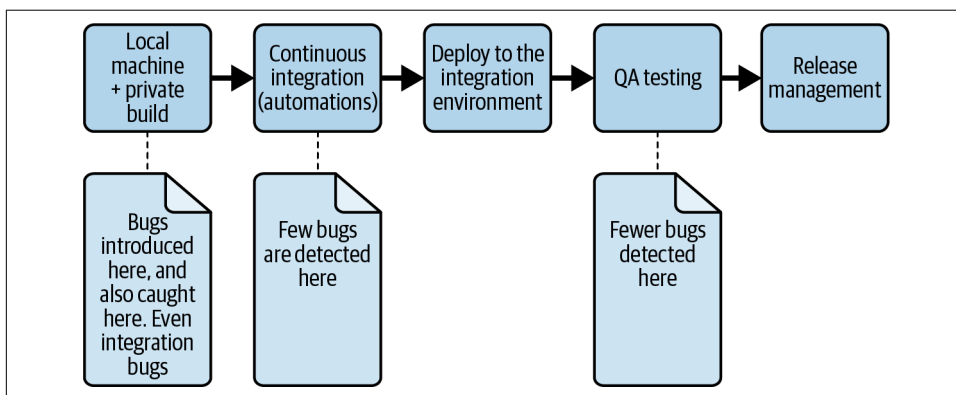 Local
machine
+ private
build
Continuous
integration
(automations)
Deploy to the
integration
environment
QA testing
Release
management
Bugs
introduced
here, and
also caught
here. Even
integration
bugs
Few bugs
are detected
here
Fewer bugs
detected
here